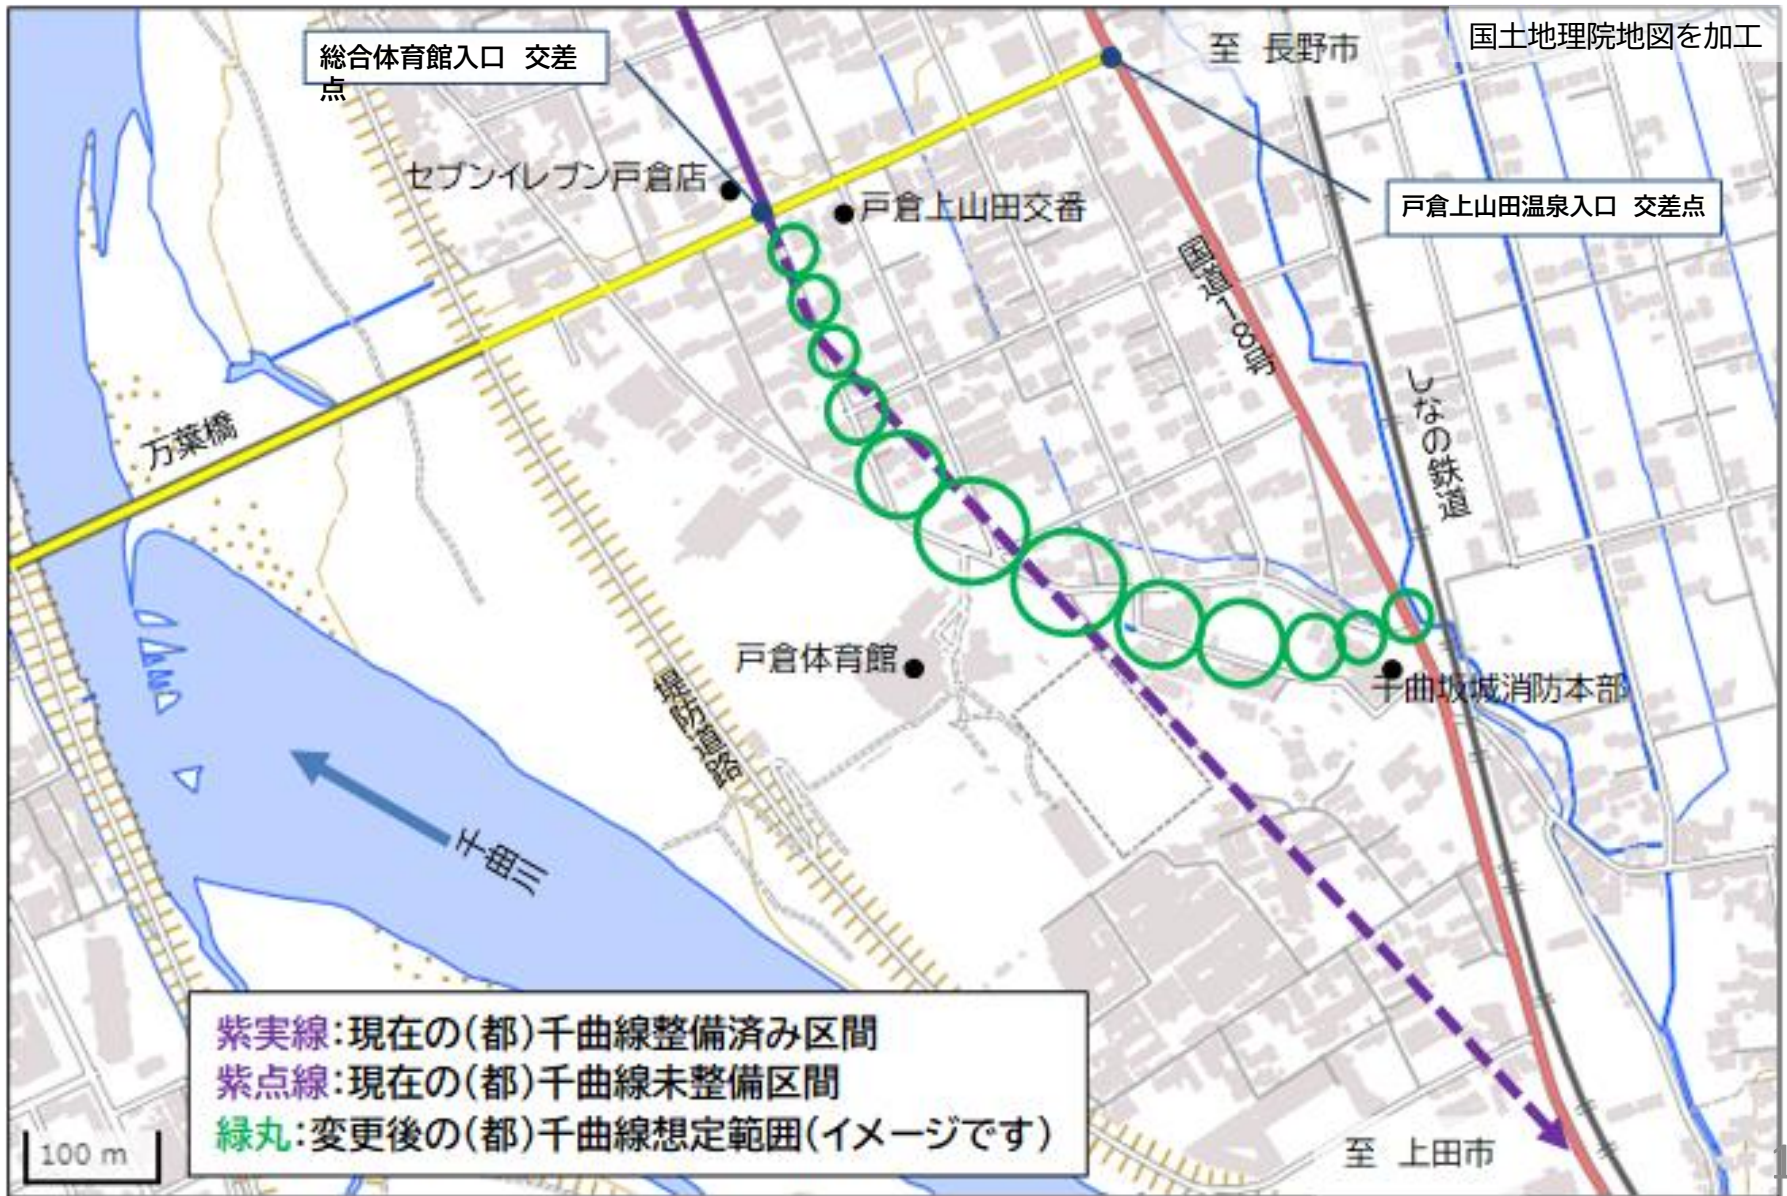 国土地理院地図を加工
至 長野市
総合体育館入口 交差
点
セブンイレブン戸倉店
戸倉上山田交番
戸倉上山田温泉入口 交差点
国道18号
しなの鉄道
万葉橋
戸倉体育館
千曲坂城消防本部
堤防道路
千曲川
紫実線:現在の(都)千曲線整備済み区間
紫点線:現在の(都)千曲線未整備区間
緑丸:変更後の(都)千曲線想定範囲(イメージです)
100 m
至 上田市